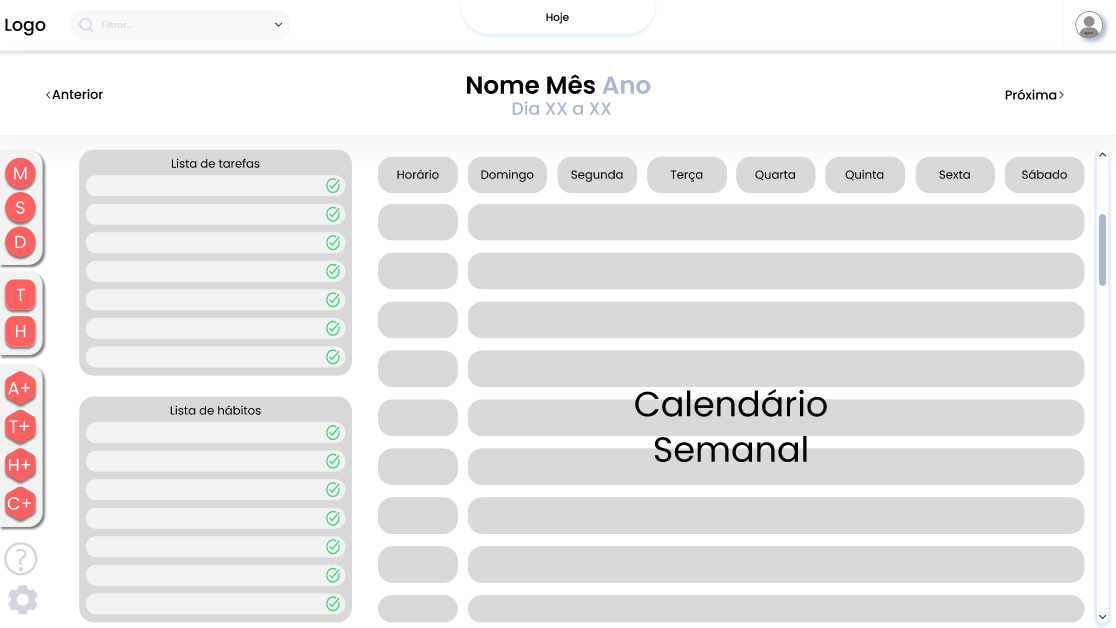 Logo
Filtrar...
Hoje
Anterior
Nome Mês Ano
Dia XX a XX
Próxima
M
S
D
T
H
A+
T+
H+
C+
?
Lista de tarefas
Lista de hábitos
Horário Domingo Segunda Terça Quarta Quinta Sexta Sábado
Calendário
Semanal